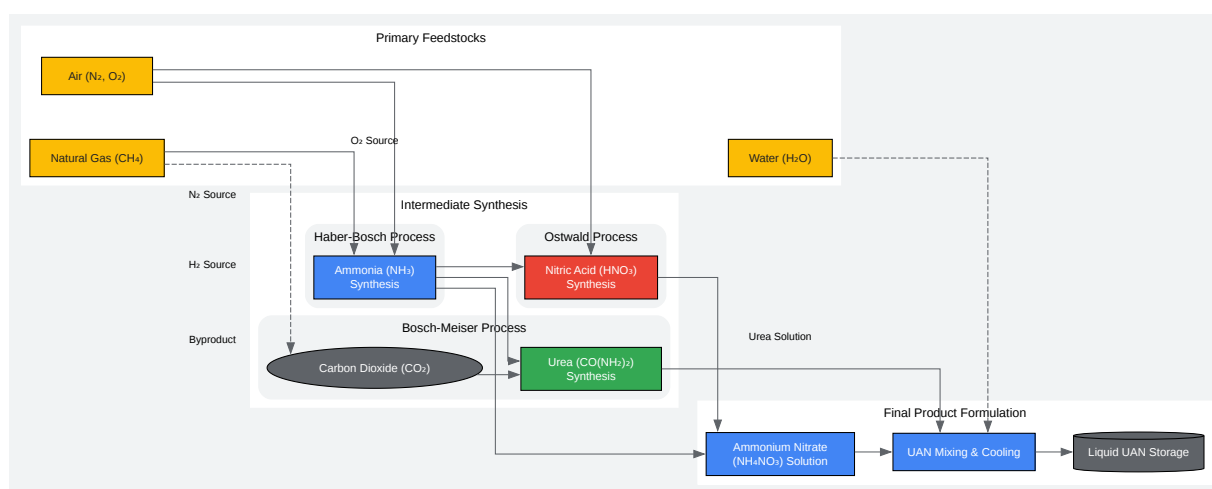 Primary Feedstocks
Air (N₂, O₂)
O₂ Source
Natural Gas (CH₄)
Water (H₂O)
N₂ Source
Intermediate Synthesis
Haber-Bosch Process
Ostwald Process
H₂ Source
Ammonia (NH₃)
Synthesis
Nitric Acid (HNO₃)
Synthesis
Bosch-Meiser Process
Byproduct
Urea Solution
Carbon Dioxide (CO₂)
Urea (CO(NH₂)₂)
Synthesis
Final Product Formulation
Ammonium Nitrate
(NH₄NO₃) Solution
UAN Mixing & Cooling
Liquid UAN Storage